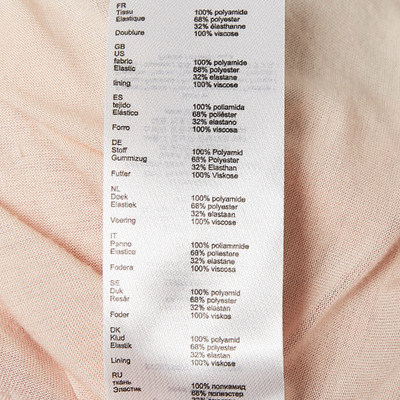 FR
Tissu 100% polyamide
Elastique 68% polyester
32% élasthanne
Doublure 100% viscose
GB
US
fabric 100% polyamide
Elastic 68% polyester
32% elastane
lining 100% viscose
ES
tejido 100% poliamida
Elástico 68% poliéster
32% elastano
Forro 100% viscosa
DE
Stoff 100% Polyamid
Gummizug 68% Polyester
32% Elasthan
Futter 100% Viskose
NL
Doek 100% polyamide
Elastiek 68% polyester
32% elastaan
Voering 100% viscose
IT
Panno 100% poliammide
Elastico 68% poliestere
32% elastane
Fodera 100% viscosa
SE
Duk 100% polyamid
Resår 68% polyester
32% elastan
Foder 100% viskos
DK
Klud 100% polyamid
Elastik 68% polyester
32% elastan
Lining 100% viskos
RU
ткань 100% полиамид
Эластик 68% полиэстер